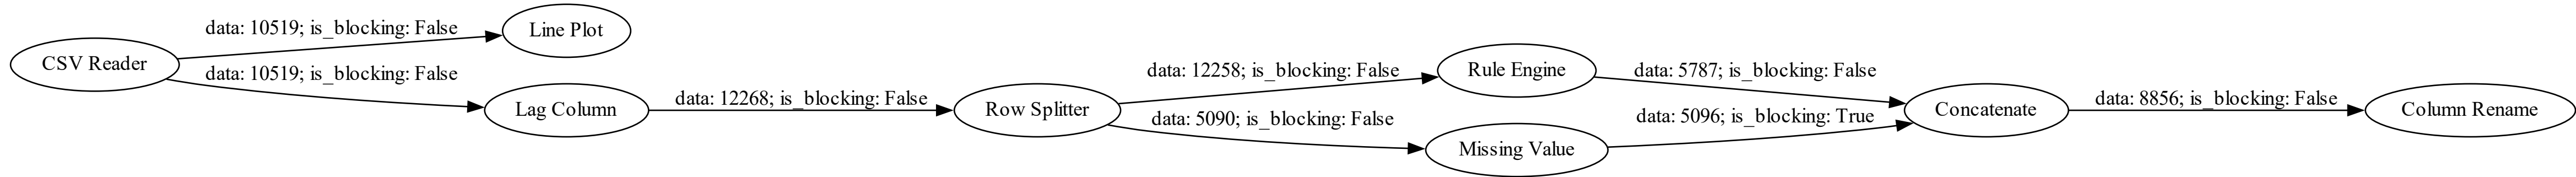 CSV Reader
data: 10519; is_blocking: False
Line Plot
data: 10519; is_blocking: False
Lag Column
data: 12268; is_blocking: False
Row Splitter
data: 12258; is_blocking: False
Rule Engine
data: 5787; is_blocking: False
data: 5090; is_blocking: False
Missing Value
data: 5096; is_blocking: True
Concatenate
data: 8856; is_blocking: False
Column Rename